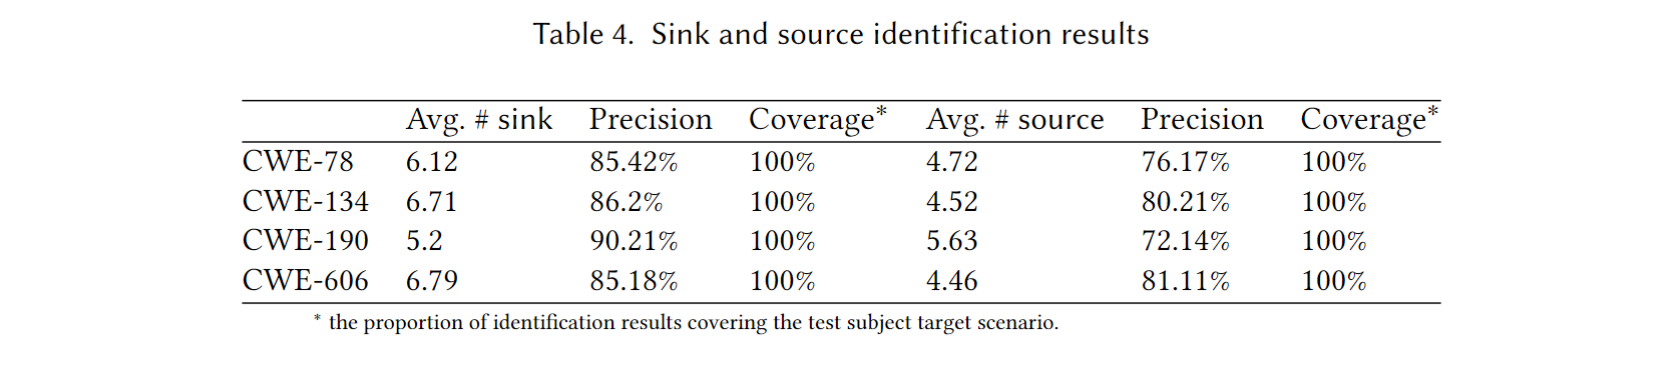 Table 4. Sink and source identification results
Avg. # sink Precision Coverage* Avg. # source Precision Coverage*
CWE-78 6.12 85.42% 100% 4.72 76.17% 100%
CWE-134 6.71 86.2% 100% 4.52 80.21% 100%
CWE-190 5.2 90.21% 100% 5.63 72.14% 100%
CWE-606 6.79 85.18% 100% 4.46 81.11% 100%
* the proportion of identification results covering the test subject target scenario.